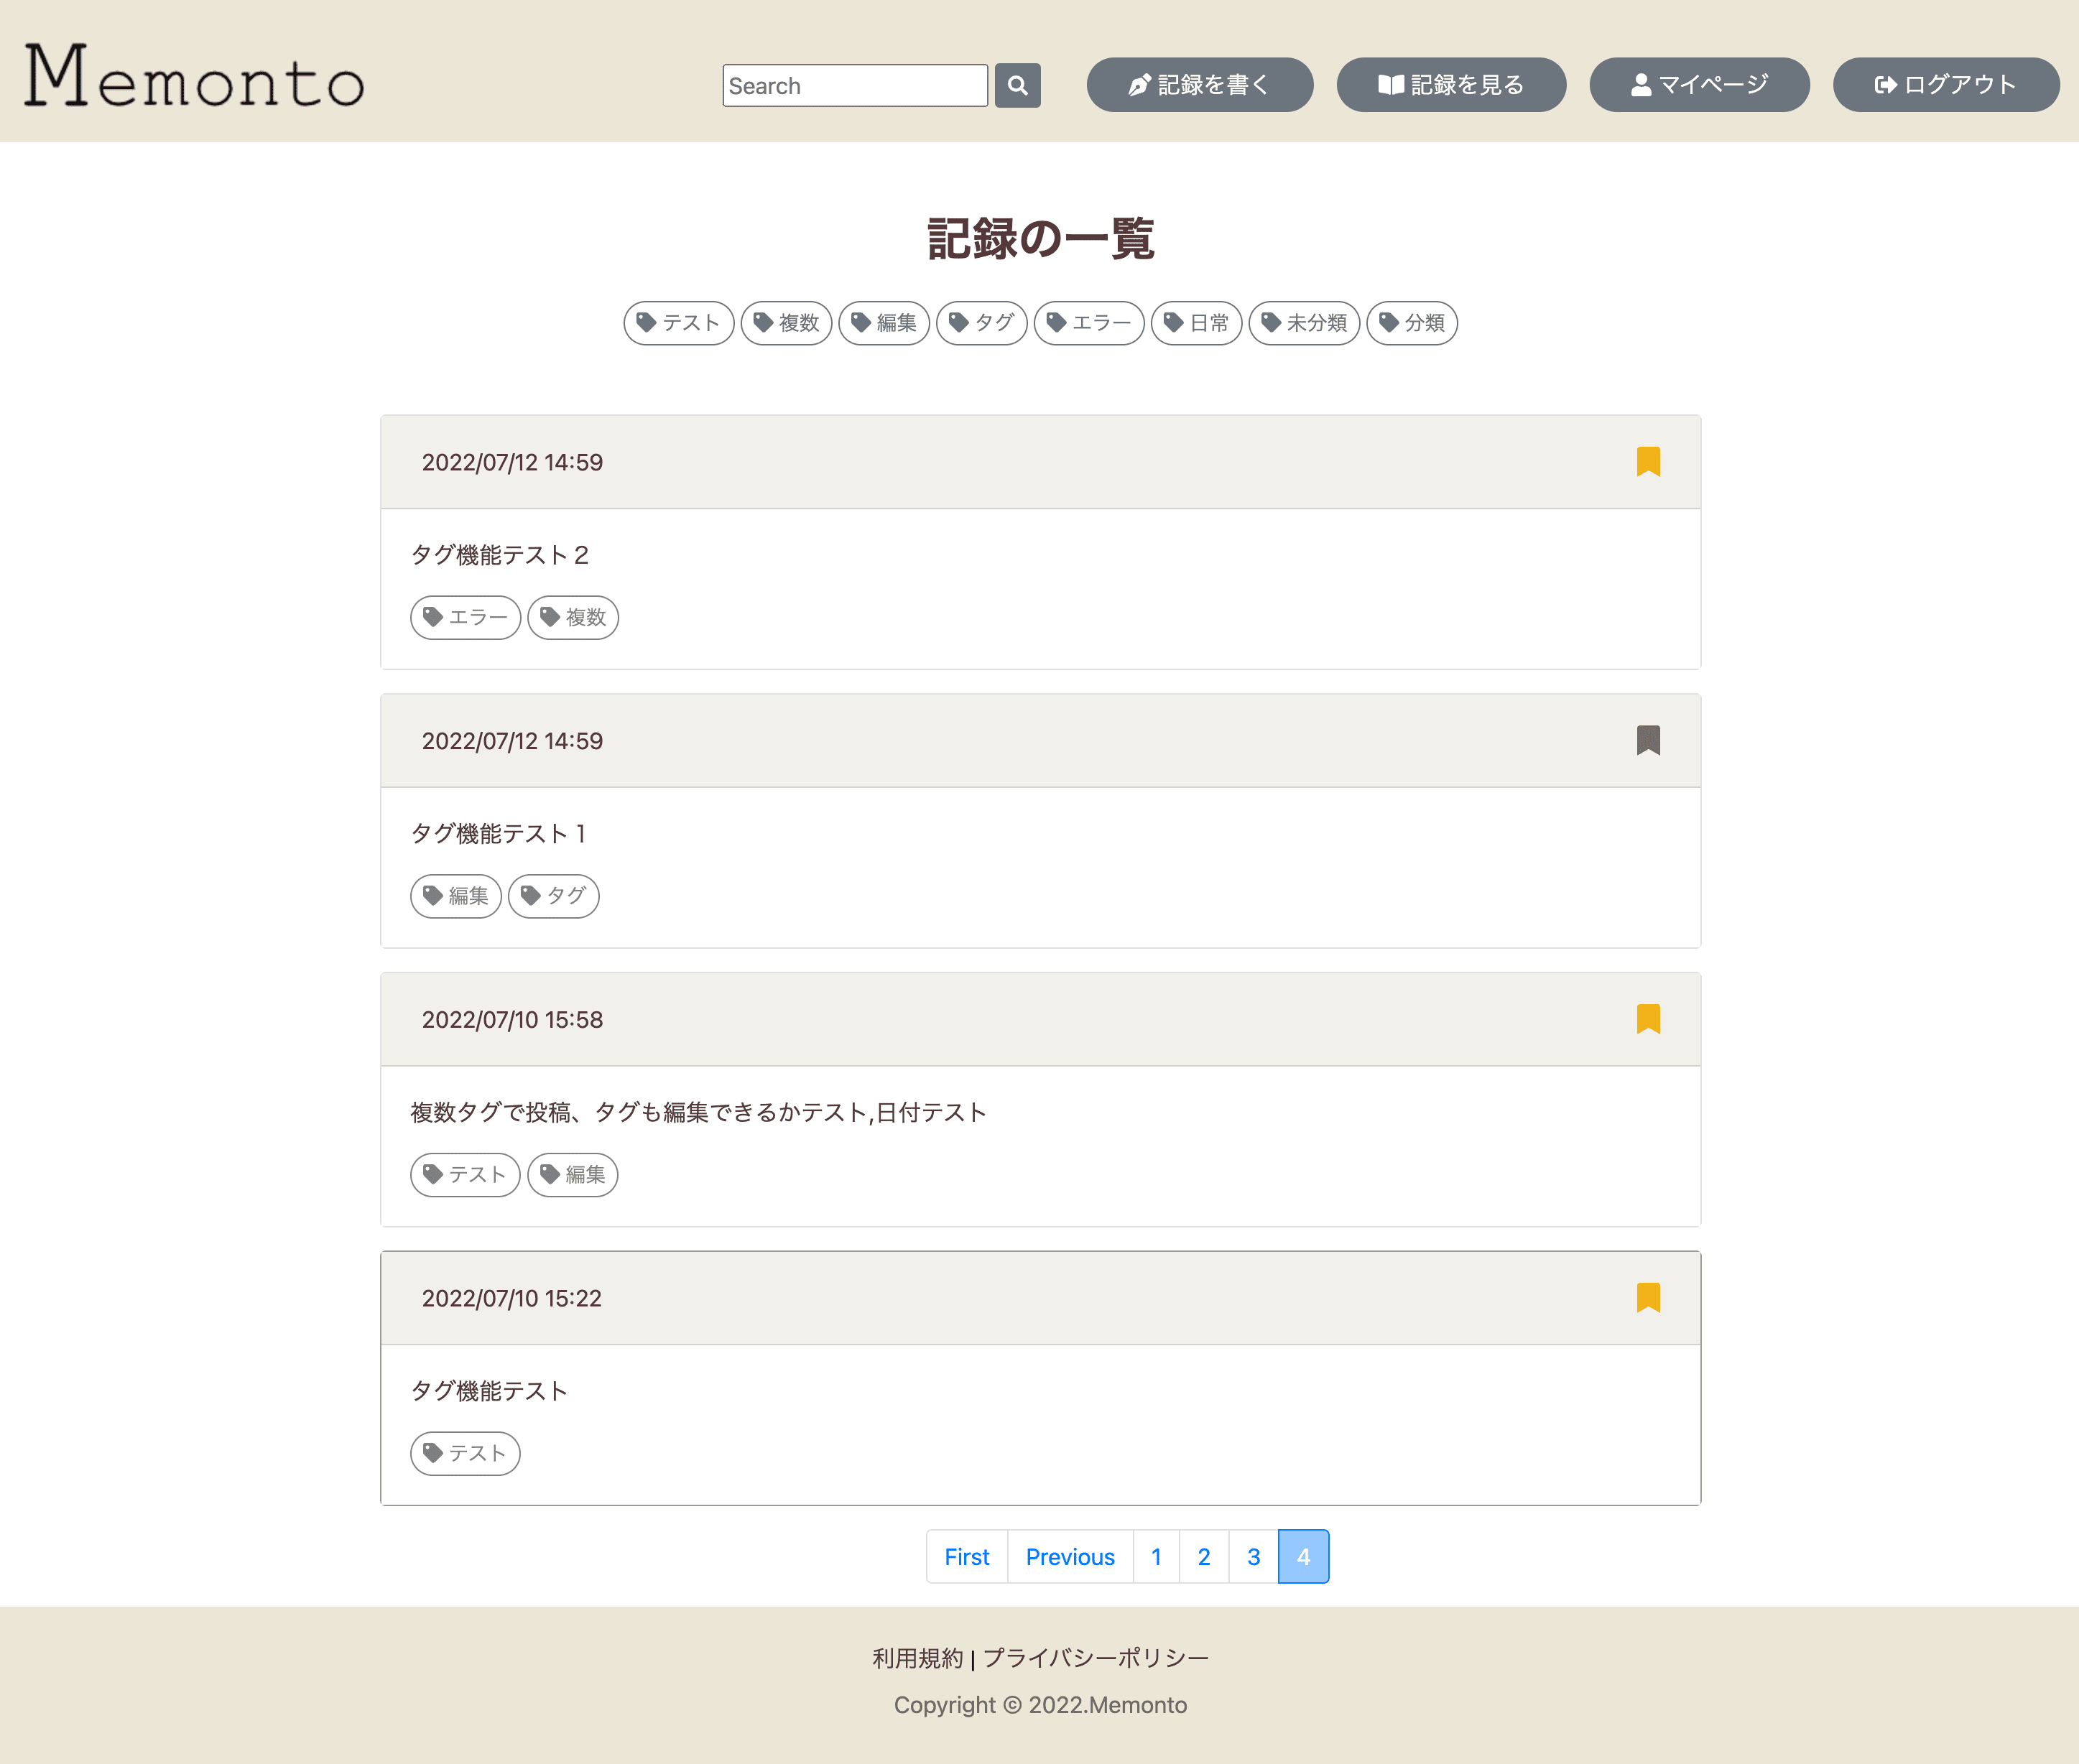 Memonto
Search
記録を書く
記録を見る
マイページ
ログアウト
記録の一覧
テスト 複数 編集 タグ エラー 日常 未分類 分類
2022/07/12 14:59
タグ機能テスト２
エラー 複数
2022/07/12 14:59
タグ機能テスト１
編集 タグ
2022/07/10 15:58
複数タグで投稿、タグも編集できるかテスト,日付テスト
テスト 編集
2022/07/10 15:22
タグ機能テスト
テスト
First Previous 1 2 3 4
利用規約 | プライバシーポリシー
Copyright © 2022.Memonto